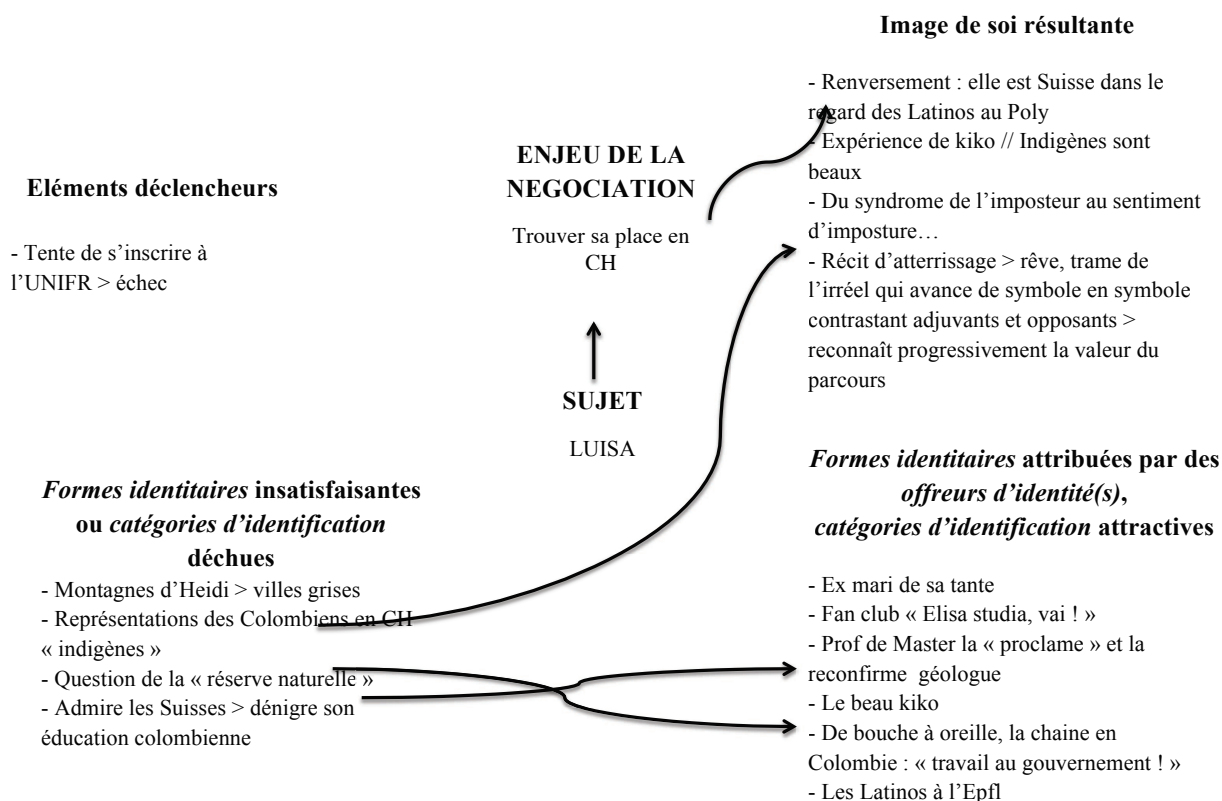 Image de soi résultante
- Renversement : elle est Suisse dans le
regard des Latinos au Poly
- Expérience de kiko // Indigènes sont
beaux
- Du syndrome de l’imposteur au sentiment
d’imposture…
- Récit d’atterrissage > rêve, trame de
l’irréel qui avance de symbole en symbole
contrastant adjuvants et opposants >
reconnaît progressivement la valeur du
parcours
ENJEU DE LA
NEGOCIATION
Trouver sa place en
CH
Eléments déclencheurs
- Tente de s’inscrire à
l’UNIFR > échec
SUJET
LUISA
Formes identitaires insatisfaisantes
ou catégories d’identification
déchues
- Montagnes d’Heidi > villes grises
- Représentations des Colombiens en CH
« indigènes »
- Question de la « réserve naturelle »
- Admire les Suisses > dénigre son
éducation colombienne
Formes identitaires attribuées par des
offreurs d’identité(s),
catégories d’identification attractives
- Ex mari de sa tante
- Fan club « Elisa studia, vai ! »
- Prof de Master la « proclame » et la
reconfirme géologue
- Le beau kiko
- De bouche à oreille, la chaine en
Colombie : « travail au gouvernement ! »
- Les Latinos à l’Epfl